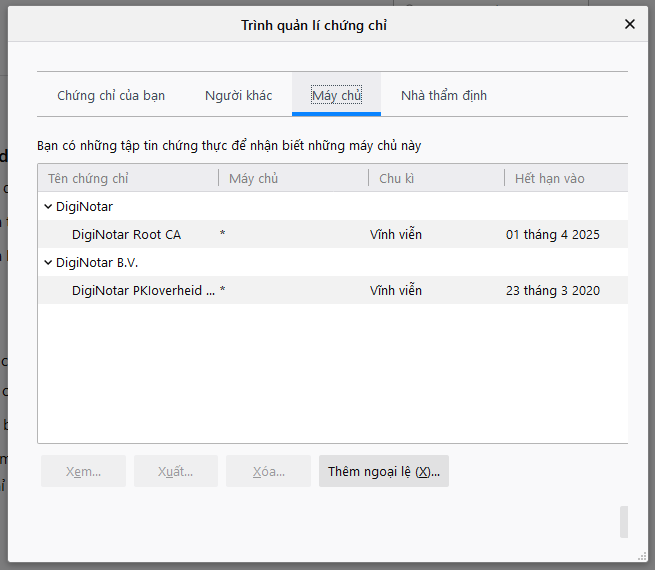 Trình quản lí chứng chỉ
Chứng chỉ của bạn Người khác Máy chủ Nhà thẩm định
Bạn có những tập tin chứng thực để nhận biết những máy chủ này
Tên chứng chỉ Máy chủ Chu kì Hết hạn vào
DigiNotar
DigiNotar Root CA * Vĩnh viễn 01 tháng 4 2025
DigiNotar B.V.
DigiNotar PKIoverheid ... * Vĩnh viễn 23 tháng 3 2020
Xem... Xuất... Xóa... Thêm ngoại lệ (X)...